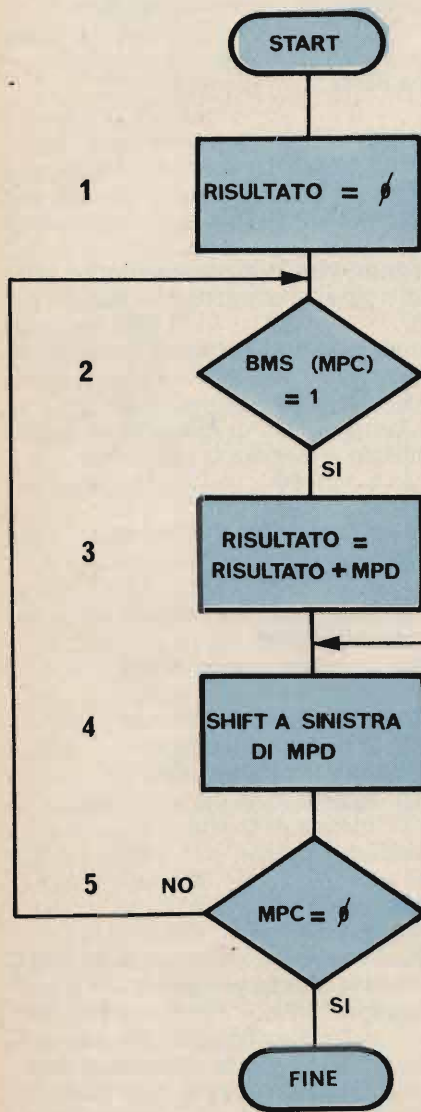 START
1
RISULTATO = ∅
2
BMS (MPC)
= 1
SI
3
RISULTATO =
RISULTATO + MPD
4
SHIFT A SINISTRA
DI MPD
5
NO
MPC = ∅
SI
FINE